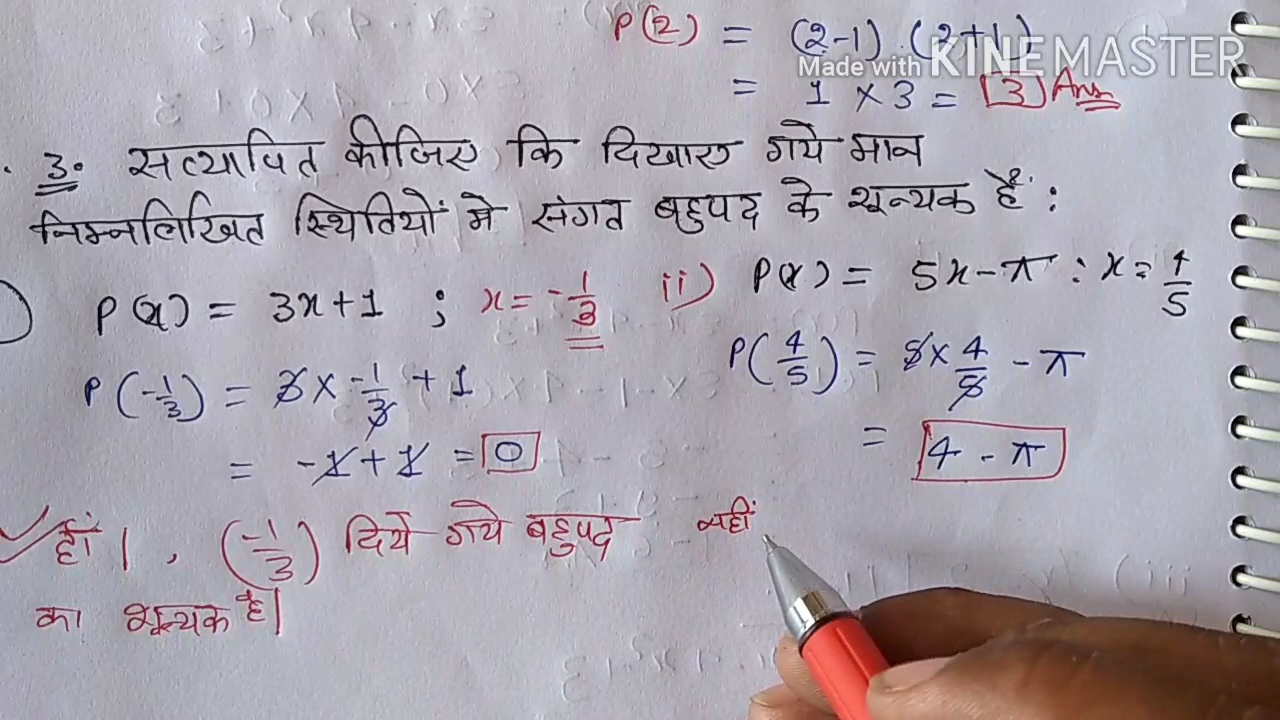 P(2) = (2-1) (2+1)
Made with KINEMASTER
= 1 × 3 = 3 Ans
3. सत्यापित कीजिए कि दिखाए गये मान
निम्नलिखित स्थितियों मे संगत बहुपद के शून्यक है :
P(x) = 3x+1 ; x = -1/3
P(-1/3) = 3 × -1/3 + 1
= -1+1 = 0
हाँ। , (-1/3) दिये गये बहुपद
का शून्यक है।
ii) P(x) = 5x-π : x = 4/5
P(4/5) = 5 × 4/5 - π
= 4 - π
नहीं